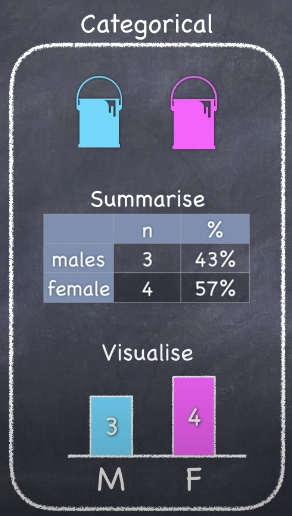 Categorical
Summarise
n %
males 3 43%
female 4 57%
Visualise
3 4
M F